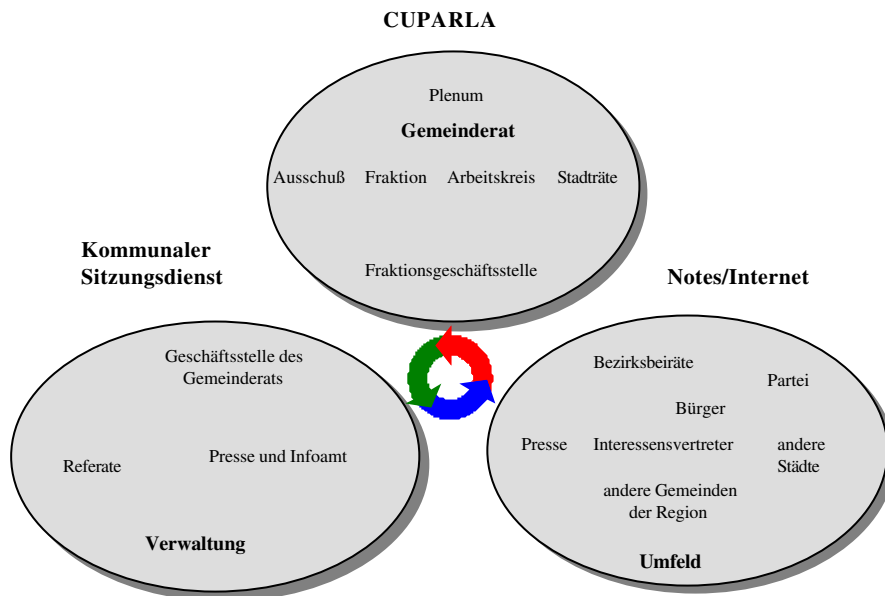 CUPARLA
Plenum
Gemeinderat
Ausschuß Fraktion Arbeitskreis Stadträte
Fraktionsgeschäftsstelle
Kommunaler
Sitzungsdienst
Notes/Internet
Geschäftsstelle des
Gemeinderats
Referate
Presse und Infoamt
Verwaltung
Bezirksbeiräte
Partei
Bürger
Presse
Interessensvertreter
andere
Städte
andere Gemeinden
der Region
Umfeld